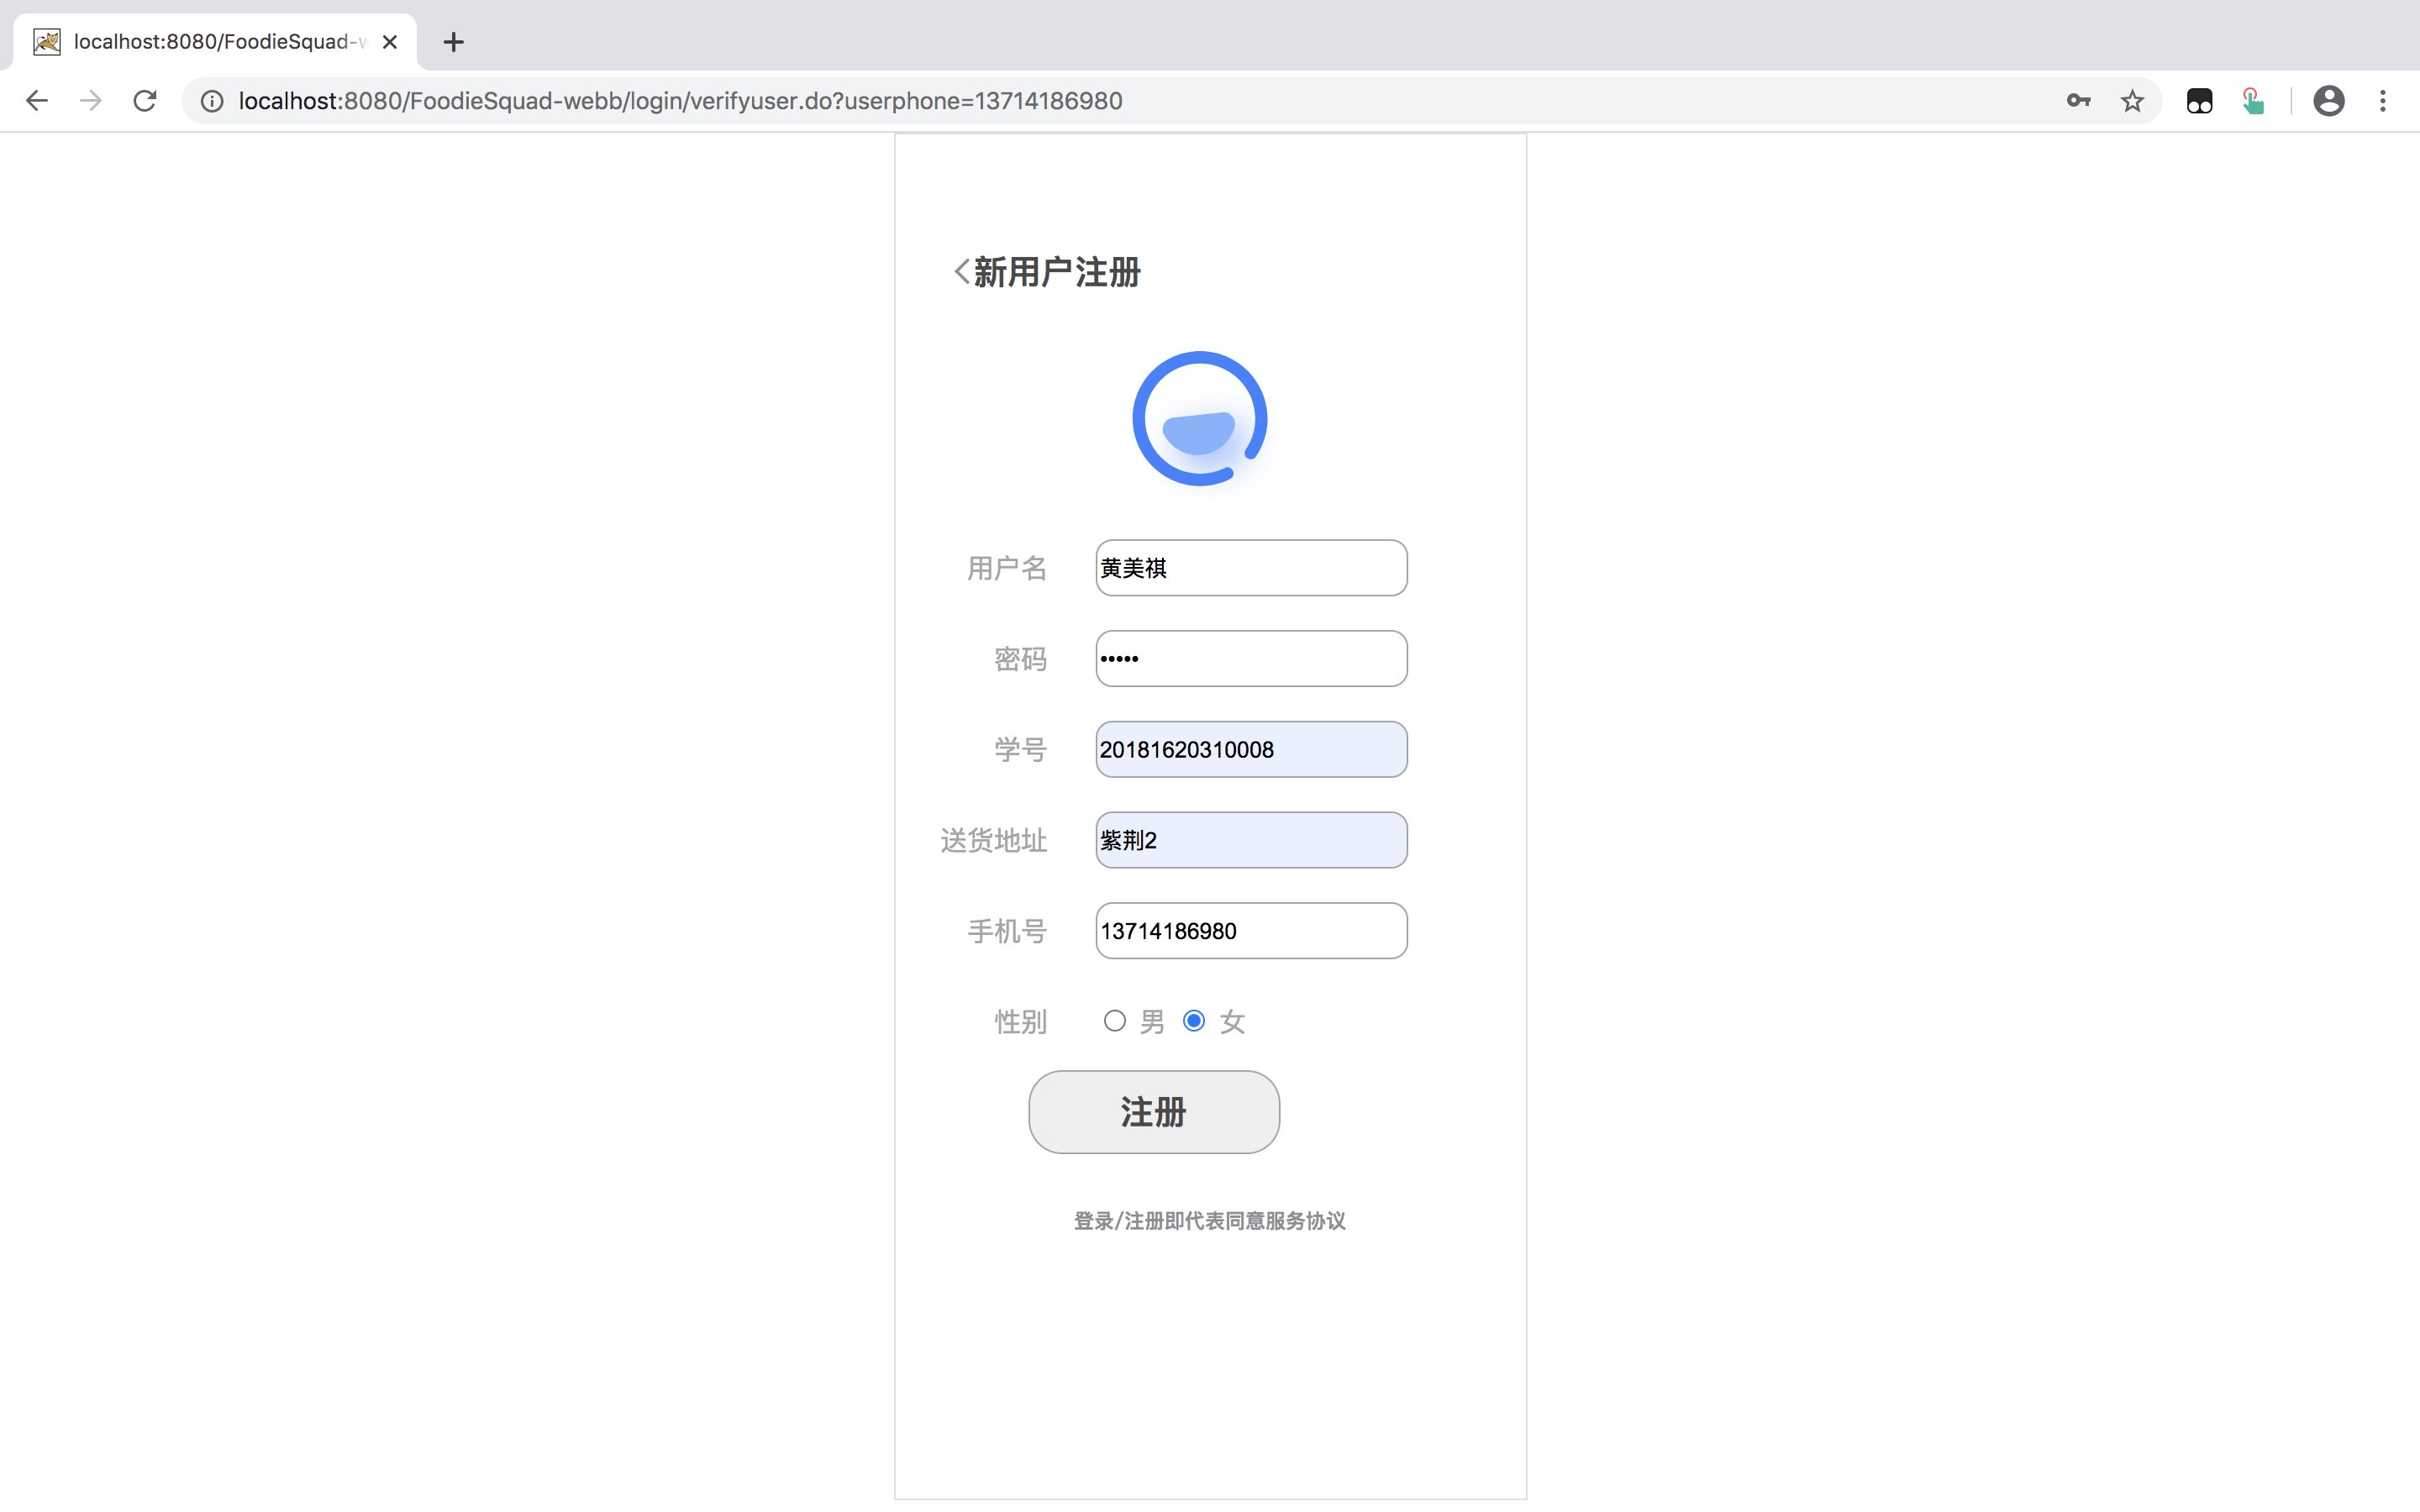 localhost:8080/FoodieSquad-w
localhost:8080/FoodieSquad-webb/login/verifyuser.do?userphone=13714186980
新用户注册
用户名 黄美祺
密码 •••••
学号 20181620310008
送货地址 紫荆2
手机号 13714186980
性别 男 女
注册
登录/注册即代表同意服务协议